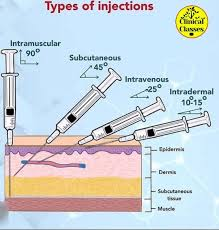 Types of injections
Clinical
Classes
Intramuscular
90°
Subcutaneous
45°
Intravenous
25°
Intradermal
10-15°
Epidermis
Dermis
Subcutaneous
tissue
Muscle